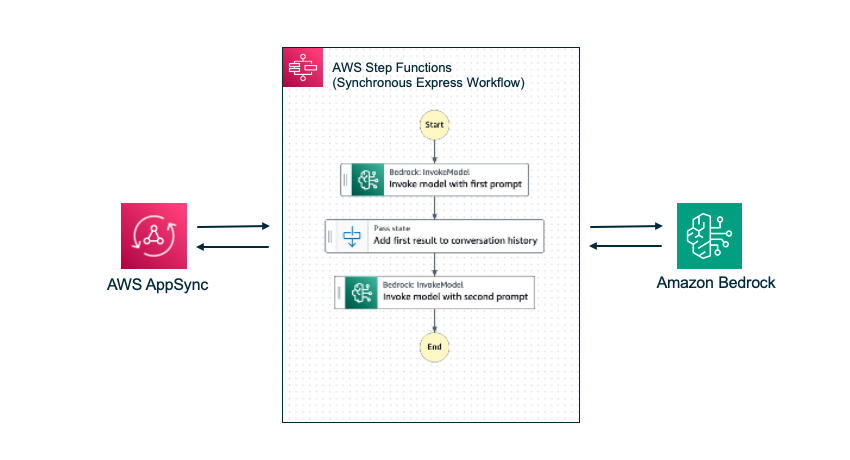 AWS Step Functions
(Synchronous Express Workflow)
Start
Bedrock: InvokeModel
Invoke model with first prompt
Pass state
Add first result to conversation history
Bedrock: InvokeModel
Invoke model with second prompt
End
AWS AppSync
Amazon Bedrock